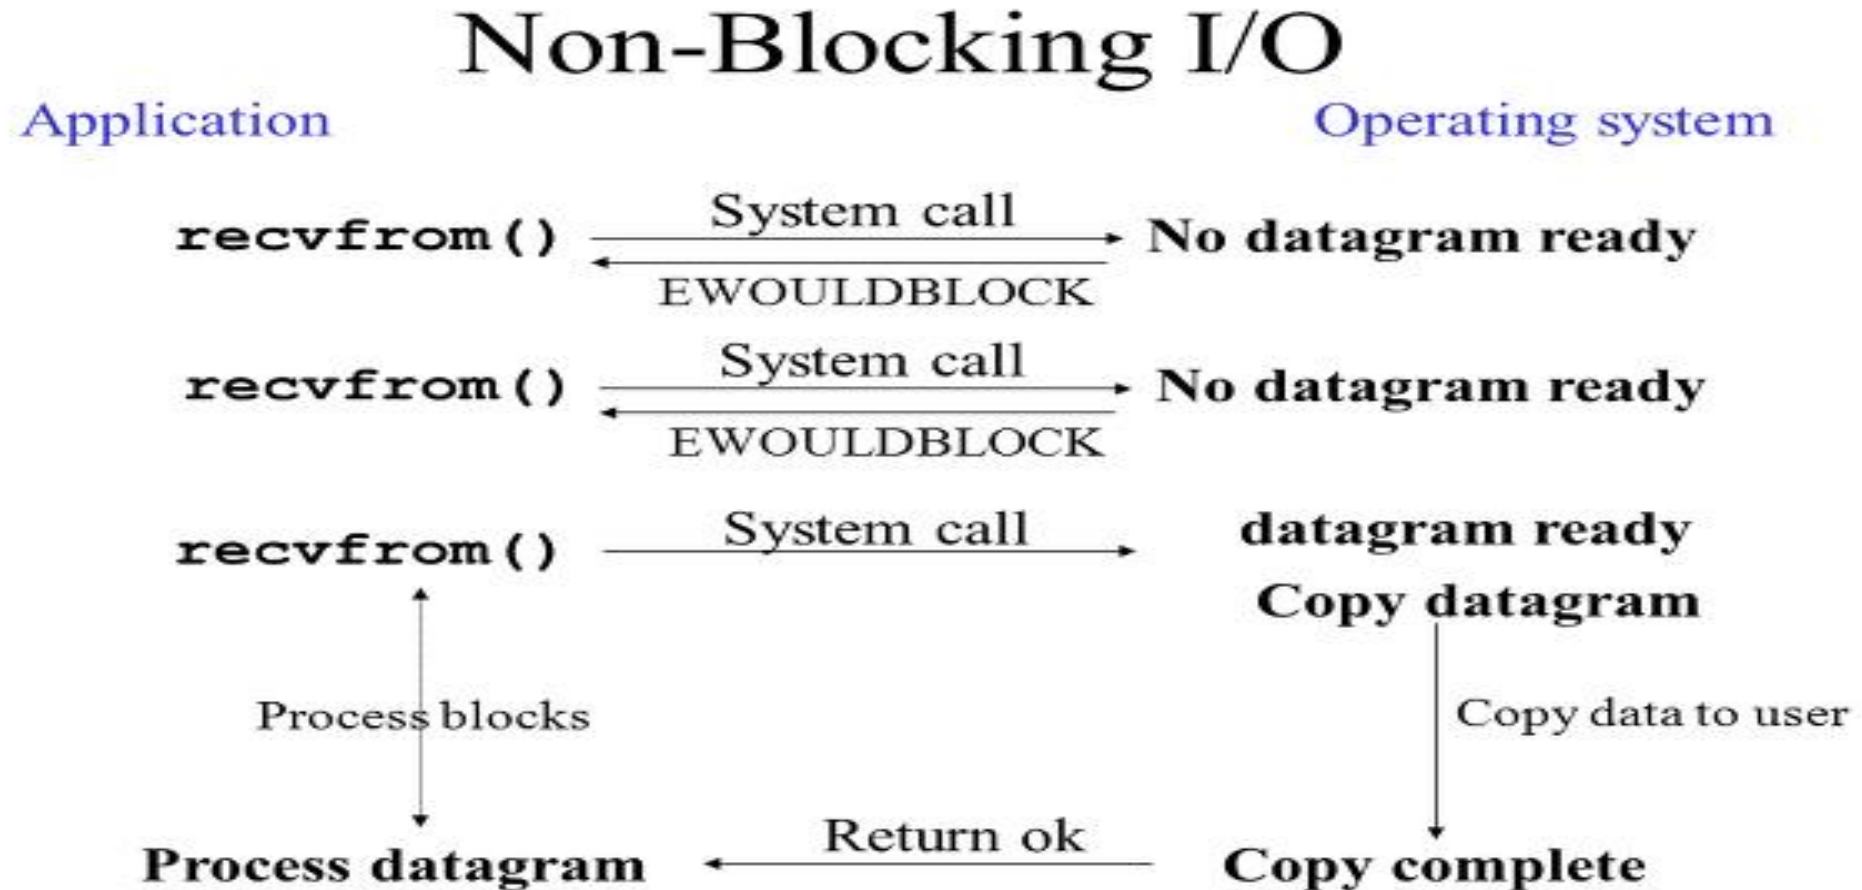 Non-Blocking I/O
Application
Operating system
recvfrom()
System call
No datagram ready
EWOULDBLOCK
recvfrom()
System call
No datagram ready
EWOULDBLOCK
recvfrom()
System call
datagram ready
Copy datagram
Process blocks
Copy data to user
Process datagram
Return ok
Copy complete